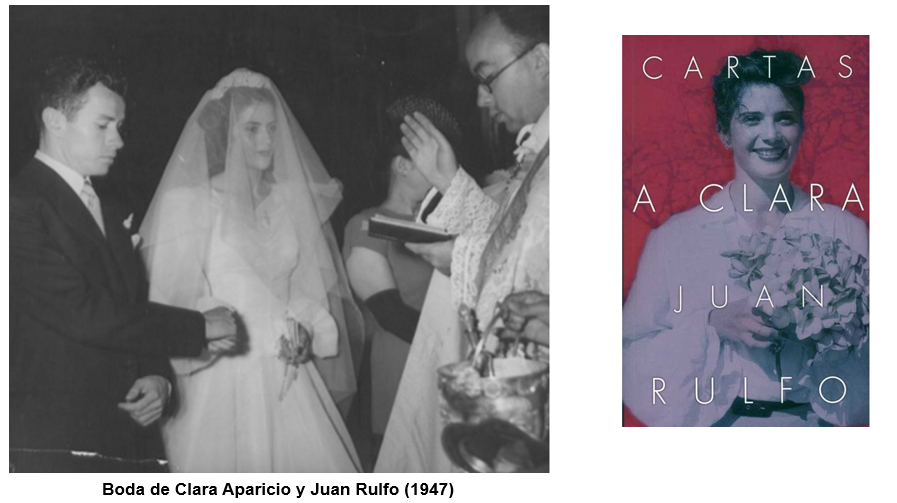 Boda de Clara Aparicio y Juan Rulfo (1947)
CARTAS
A CLARA
JUAN
RULFO